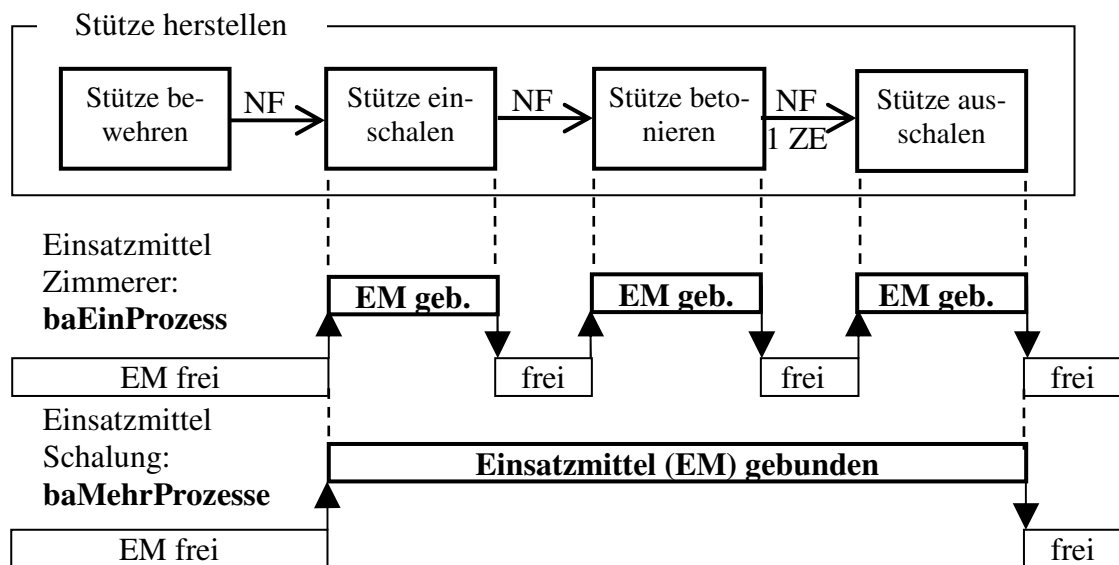 Stütze herstellen
Stütze be-
wehren
NF
Stütze ein-
schalen
NF
Stütze beto-
nieren
NF
1 ZE
Stütze aus-
schalen
Einsatzmittel
Zimmerer:
baEinProzess
EM geb.
EM geb.
EM geb.
EM frei
frei
frei
frei
Einsatzmittel
Schalung:
baMehrProzesse
Einsatzmittel (EM) gebunden
EM frei
frei